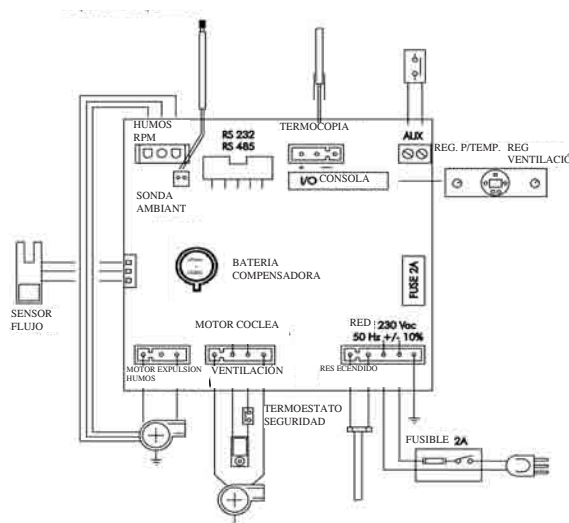 HUMOS
RPM
RS 232
RS 485
TERMOCOPIA
AUX
REG. P/TEMP. REG
VENTILACIÓ
I/O CONSOLA
SONDA
AMBIANT
BATERIA
COMPENSADORA
FUSE 2A
SENSOR
FLUJO
MOTOR COCLEA
RED 230 Vac
50 Hz +/- 10%
MOTOR EXPULSION
HUMOS
VENTILACIÓN
RES ECENDIDO
TERMOESTATO
SEGURIDAD
FUSIBLE 2A